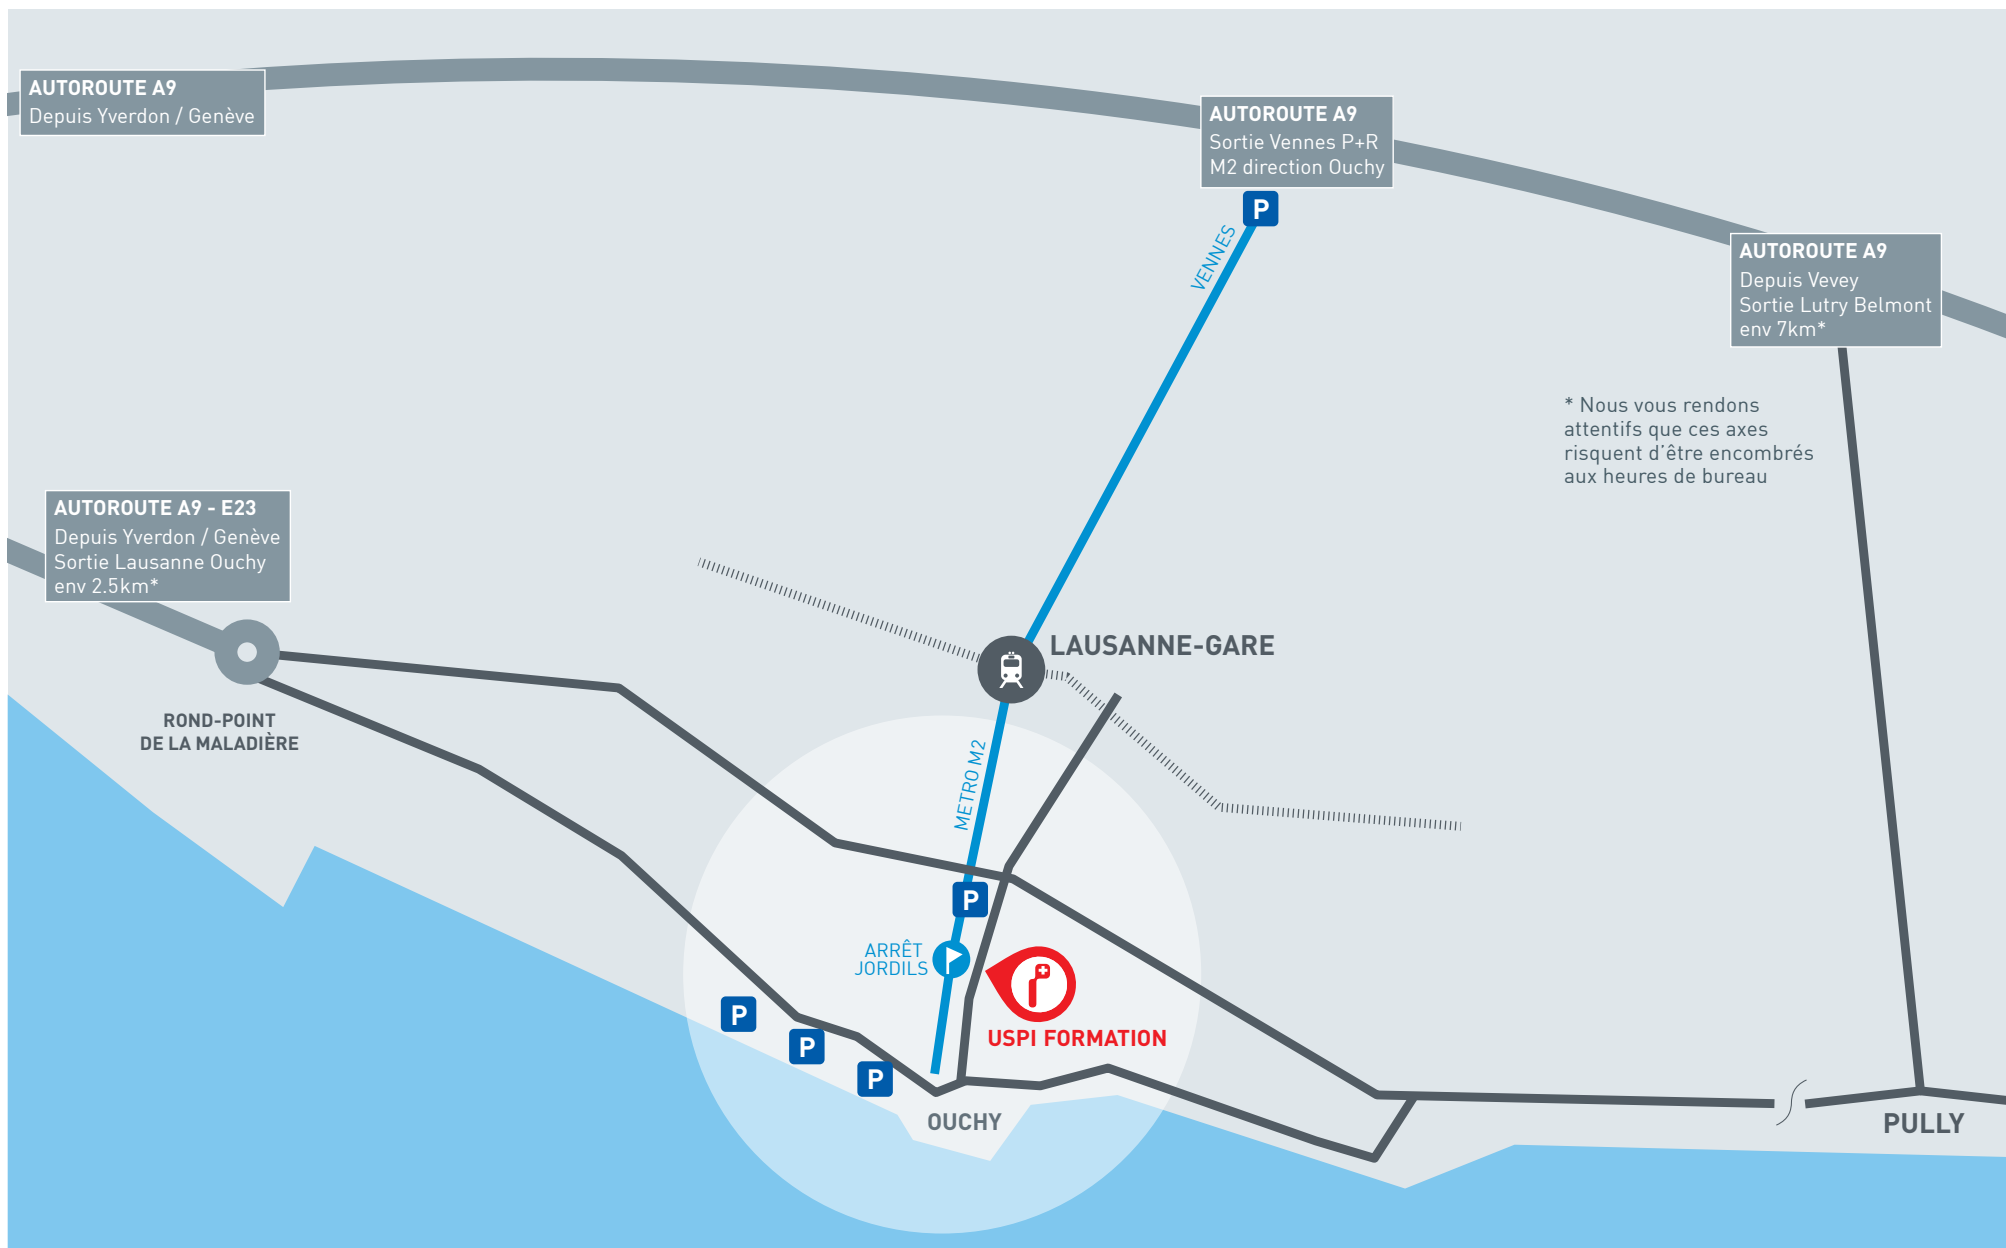 AUTOROUTE A9
Depuis Yverdon / Genève
AUTOROUTE A9
Sortie Vennes P+R
M2 direction Ouchy
P
VENNES
AUTOROUTE A9
Depuis Vevey
Sortie Lutry Belmont
env 7km*
* Nous vous rendons
attentifs que ces axes
risquent d'être encombrés
aux heures de bureau
AUTOROUTE A9 - E23
Depuis Yverdon / Genève
Sortie Lausanne Ouchy
env 2.5km*
LAUSANNE-GARE
ROND-POINT
DE LA MALADIÈRE
METRO M2
P
ARRÊT
JORDILS
P
P
P
USPI FORMATION
OUCHY
PULLY